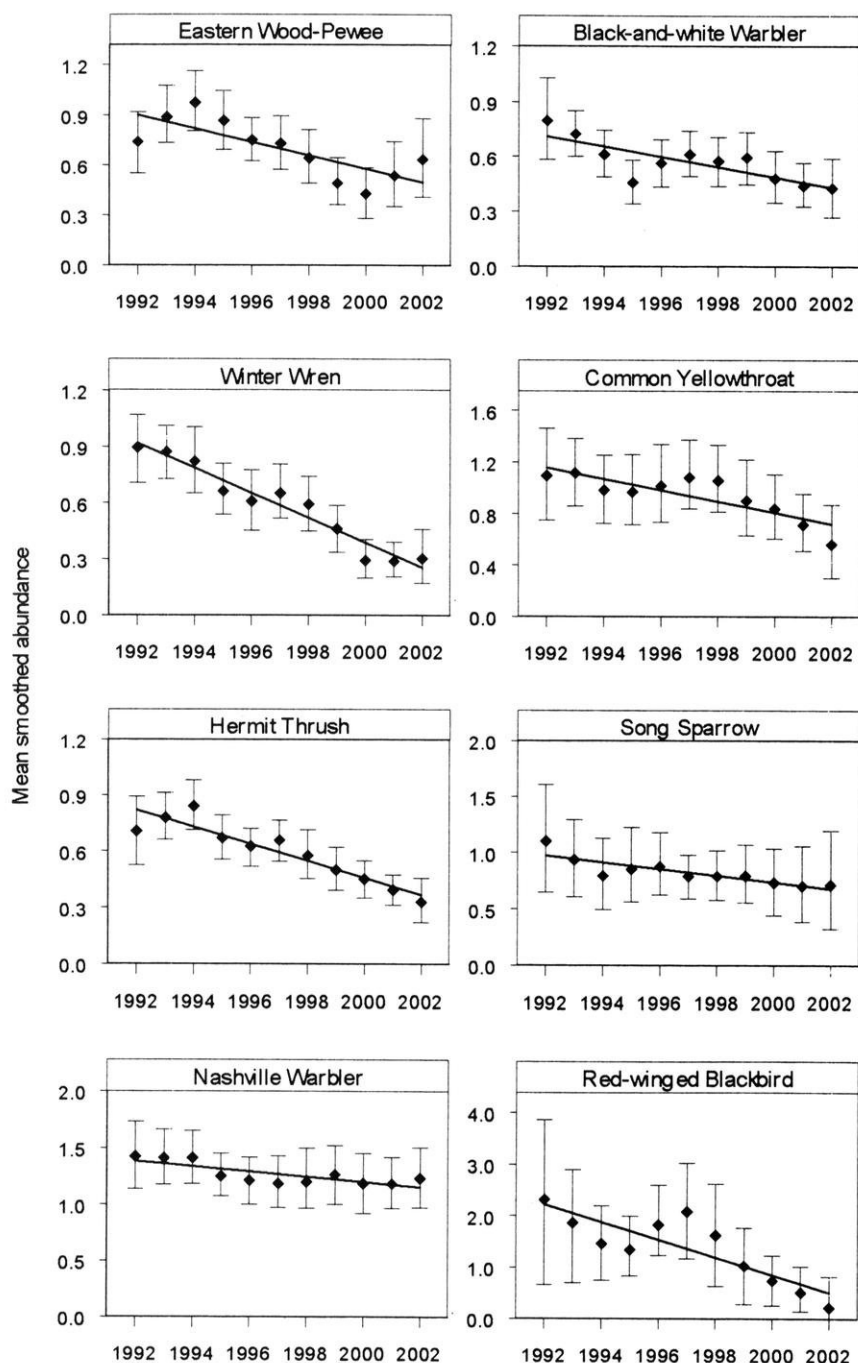 Mean smoothed abundance
Eastern Wood-Pewee
1.2
0.9
0.6
0.3
0.0
1992 1994 1996 1998 2000 2002
Black-and-white Warbler
1.2
0.9
0.6
0.3
0.0
1992 1994 1996 1998 2000 2002
Winter Wren
1.2
0.9
0.6
0.3
0.0
1992 1994 1996 1998 2000 2002
Common Yellowthroat
1.6
1.2
0.8
0.4
0.0
1992 1994 1996 1998 2000 2002
Hermit Thrush
1.2
0.9
0.6
0.3
0.0
1992 1994 1996 1998 2000 2002
Song Sparrow
2.0
1.5
1.0
0.5
0.0
1992 1994 1996 1998 2000 2002
Nashville Warbler
2.0
1.5
1.0
0.5
0.0
1992 1994 1996 1998 2000 2002
Red-winged Blackbird
4.0
3.0
2.0
1.0
0.0
1992 1994 1996 1998 2000 2002